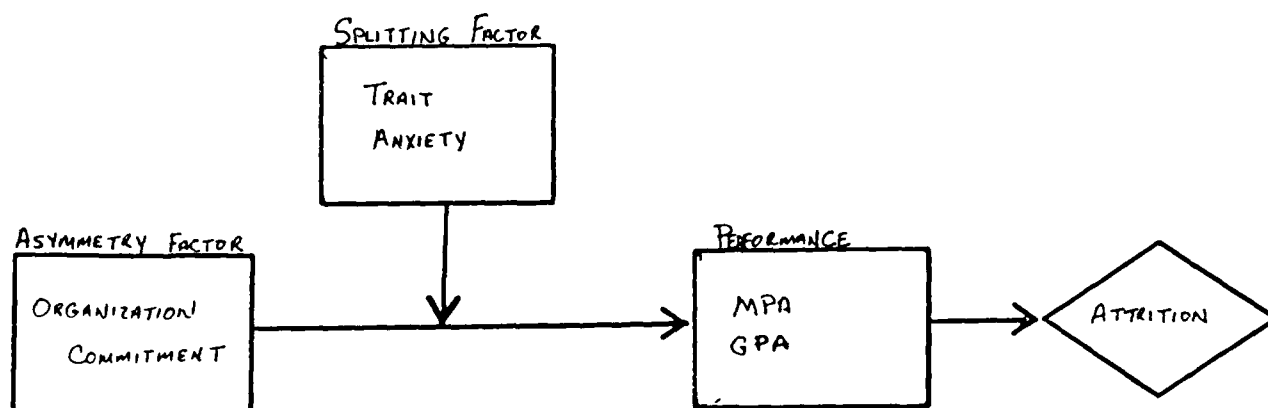 SPLITTING FACTOR
TRAIT
ANXIETY
ASYMMETRY FACTOR
ORGANIZATION
COMMITMENT
PERFORMANCE
MPA
GPA
ATTRITION